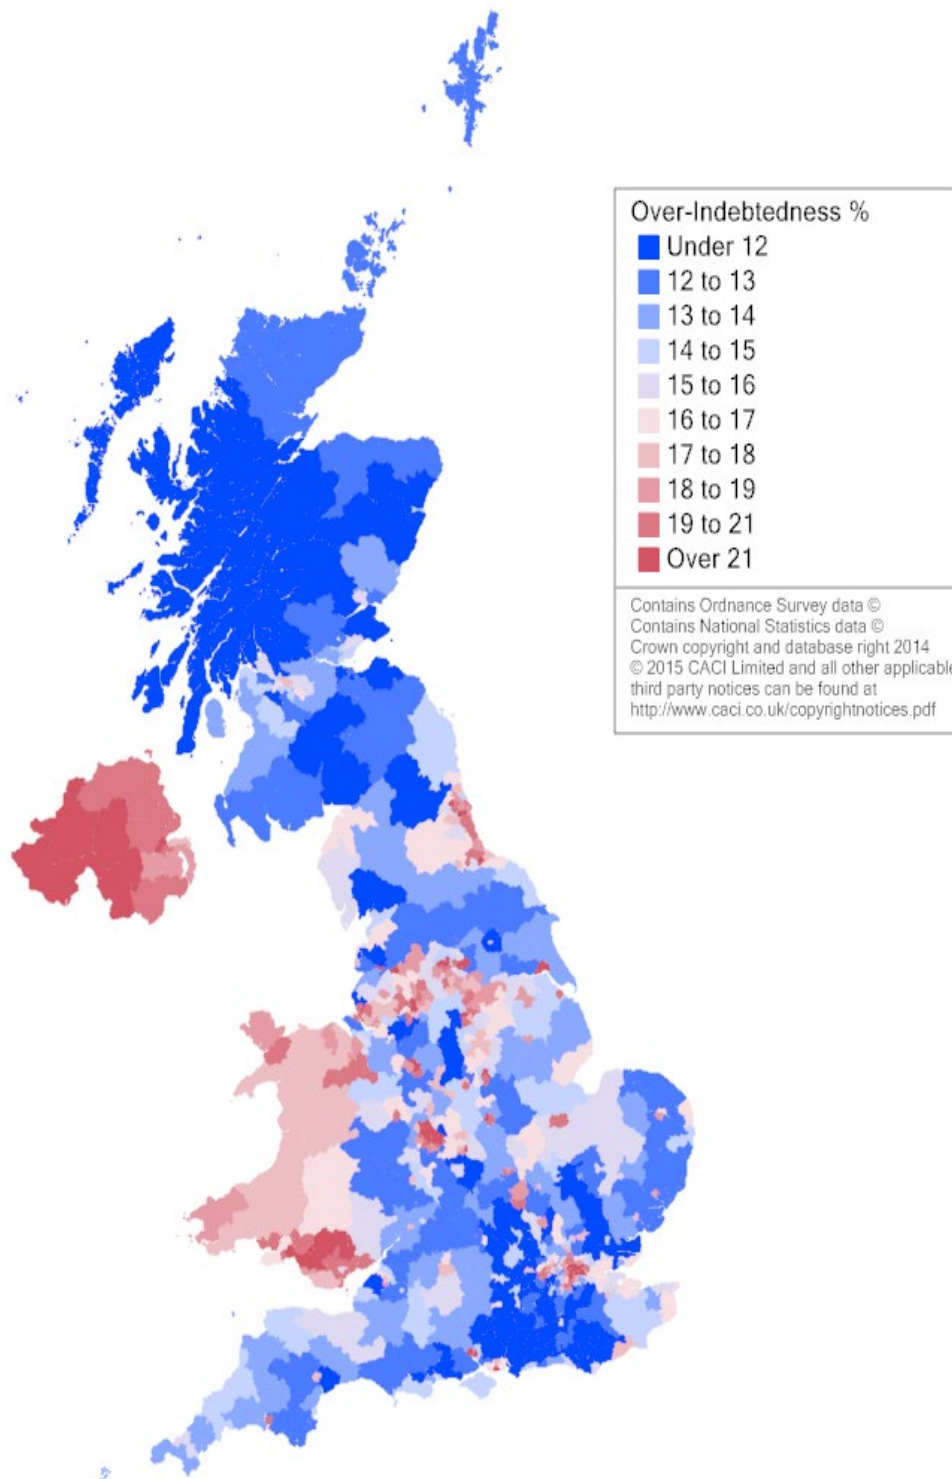 Over-Indebtedness %
Under 12
12 to 13
13 to 14
14 to 15
15 to 16
16 to 17
17 to 18
18 to 19
19 to 21
Over 21
Contains Ordnance Survey data ©
Contains National Statistics data ©
Crown copyright and database right 2014
© 2015 CACI Limited and all other applicable
third party notices can be found at
http://www.caci.co.uk/copyrightnotices.pdf